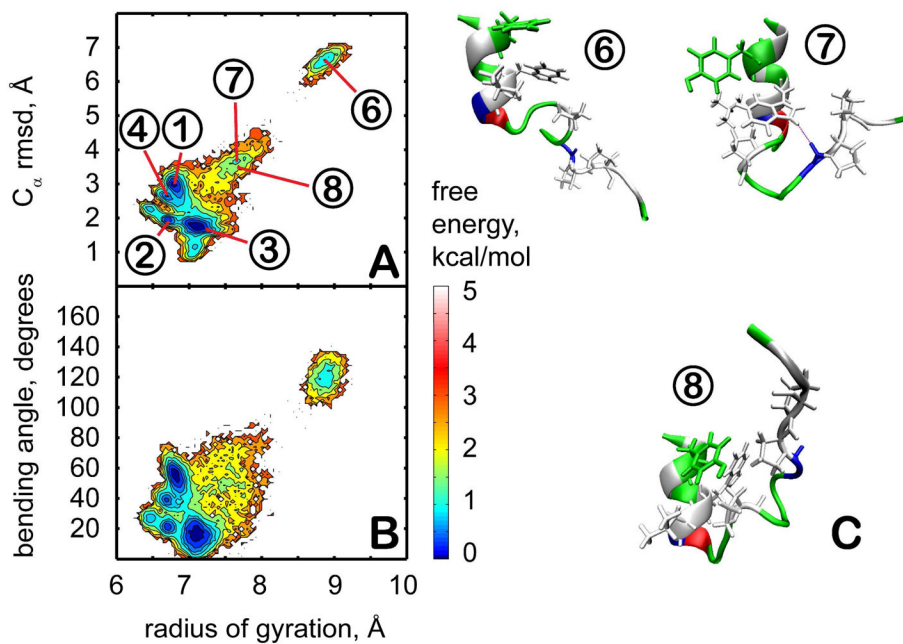 7
6
5
4
3
2
1
Cα rmsd, Å
④ ① ⑦
⑥
⑧
② ③
A
160
140
120
100
80
60
40
20
bending angle, degrees
B
6 7 8 9 10
radius of gyration, Å
free
energy,
kcal/mol
5
4
3
2
1
0
⑥
⑦
⑧
C